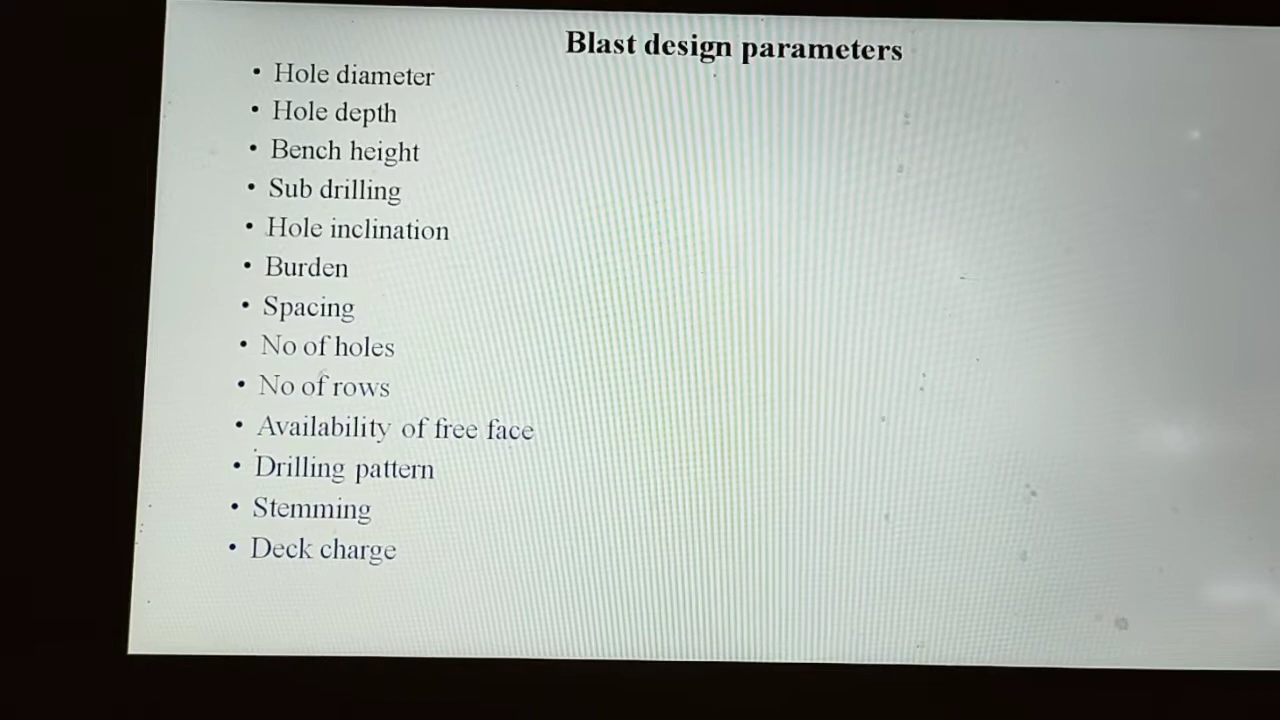 Blast design parameters
• Hole diameter
• Hole depth
• Bench height
• Sub drilling
• Hole inclination
• Burden
• Spacing
• No of holes
• No of rows
• Availability of free face
• Drilling pattern
• Stemming
• Deck charge